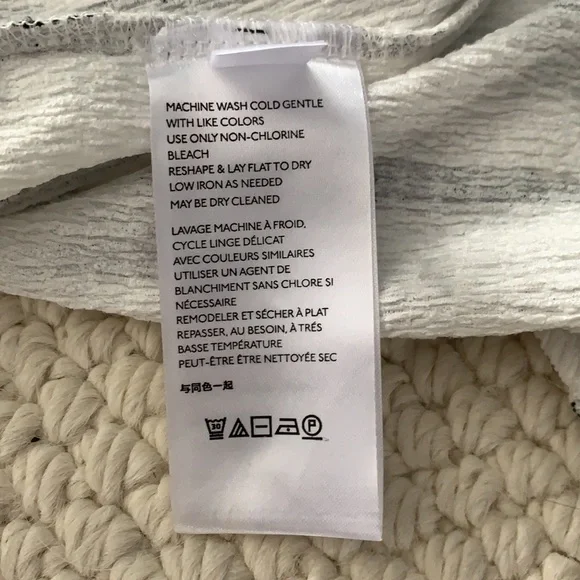 MACHINE WASH COLD GENTLE
WITH LIKE COLORS
USE ONLY NON-CHLORINE
BLEACH
RESHAPE & LAY FLAT TO DRY
LOW IRON AS NEEDED
MAY BE DRY CLEANED
LAVAGE MACHINE À FROID,
CYCLE LINGE DÉLICAT
AVEC COULEURS SIMILAIRES
UTILISER UN AGENT DE
BLANCHIMENT SANS CHLORE SI
NÉCESSAIRE
REMODELER ET SÉCHER À PLAT
REPASSER, AU BESOIN, À TRÉS
BASSE TEMPÉRATURE
PEUT-ÊTRE ÊTRE NETTOYÉE SEC
与同色一起
30 P